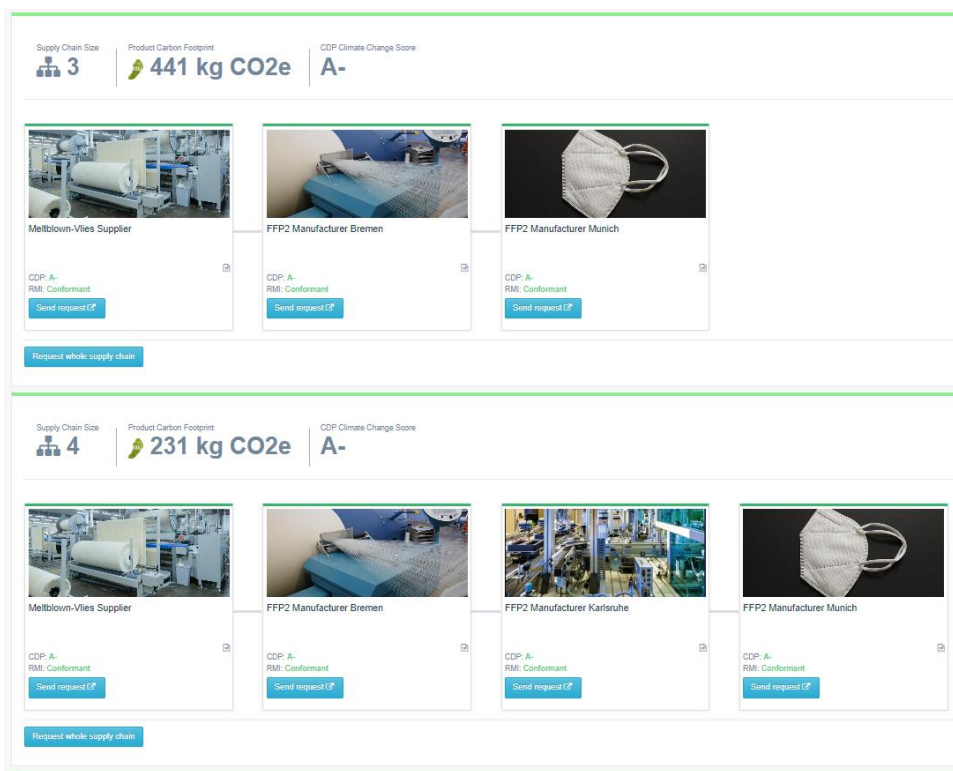 Supply Chain Size
Product Carbon Footprint
CDP Climate Change Score
3
441 kg CO2e
A-
Meltblown-Vlies Supplier
FFP2 Manufacturer Bremen
FFP2 Manufacturer Munich
CDP: A-
CDP: A-
CDP: A-
RMI: Conformant
RMI: Conformant
RMI: Conformant
Send request
Send request
Send request
Request whole supply chain
Supply Chain Size
Product Carbon Footprint
CDP Climate Change Score
4
231 kg CO2e
A-
Meltblown-Vlies Supplier
FFP2 Manufacturer Bremen
FFP2 Manufacturer Karlsruhe
FFP2 Manufacturer Munich
CDP: A-
CDP: A-
CDP: A-
CDP: A-
RMI: Conformant
RMI: Conformant
RMI: Conformant
RMI: Conformant
Send request
Send request
Send request
Send request
Request whole supply chain